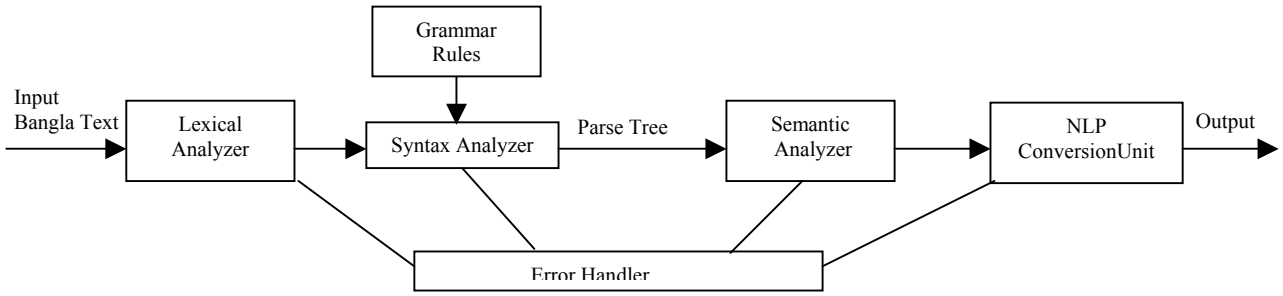 Grammar
Rules
Input
Bangla Text
Lexical
Analyzer
Syntax Analyzer
Parse Tree
Semantic
Analyzer
NLP
ConversionUnit
Output
Error Handler